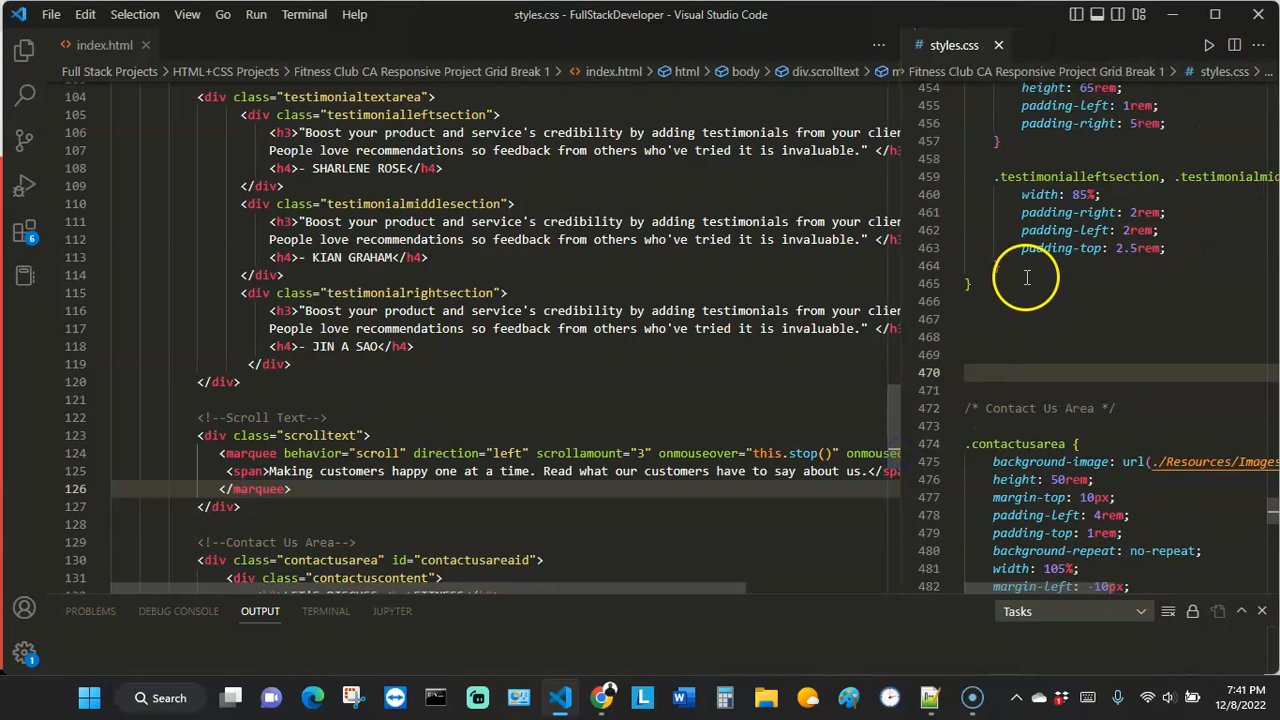 File Edit Selection View Go Run Terminal Help
styles.css - FullStackDeveloper - Visual Studio Code
index.html
styles.css
Full Stack Projects > HTML+CSS Projects > Fitness Club CA Responsive Project Grid Break 1 > index.html > html > body > div.scrolltext > m
Fitness Club CA Responsive Project Grid Break 1 > styles.css > ...
104 <div class="testimonialtextarea">
105 <div class="testimonialleftsection">
106 <h3>"Boost your product and service's credibility by adding testimonials from your clien
107 People love recommendations so feedback from others who've tried it is invaluable." </h
108 <h4>- SHARLENE ROSE</h4>
109 </div>
110 <div class="testimonialmiddlesection">
111 <h3>"Boost your product and service's credibility by adding testimonials from your clien
112 People love recommendations so feedback from others who've tried it is invaluable." </h
113 <h4>- KIAN GRAHAM</h4>
114 </div>
115 <div class="testimonialrightsection">
116 <h3>"Boost your product and service's credibility by adding testimonials from your clien
117 People love recommendations so feedback from others who've tried it is invaluable." </h
118 <h4>- JIN A SAO</h4>
119 </div>
120 </div>
121
122 <!--Scroll Text-->
123 <div class="scrolltext">
124 <marquee behavior="scroll" direction="left" scrollamount="3" onmouseover="this.stop()" onmouse
125 <span>Making customers happy one at a time. Read what our customers have to say about us.</sp
126 </marquee>
127 </div>
128
129 <!--Contact Us Area-->
130 <div class="contactusarea" id="contactusareaid">
131 <div class="contactuscontent">
454 height: 65rem;
455 padding-left: 1rem;
456 padding-right: 5rem;
457 }
458
459 .testimonialleftsection, .testimonialmid
460 width: 85%;
461 padding-right: 2rem;
462 padding-left: 2rem;
463 padding-top: 2.5rem;
464 }
465 }
466
467
468
469
470
471
472 /* Contact Us Area */
473
474 .contactusarea {
475 background-image: url(./Resources/Images
476 height: 50rem;
477 margin-top: 10px;
478 padding-left: 4rem;
479 padding-top: 1rem;
480 background-repeat: no-repeat;
481 width: 105%;
482 margin-left: -10px;
6
1
PROBLEMS DEBUG CONSOLE OUTPUT TERMINAL JUPYTER
Tasks
Search
7:41 PM
12/8/2022